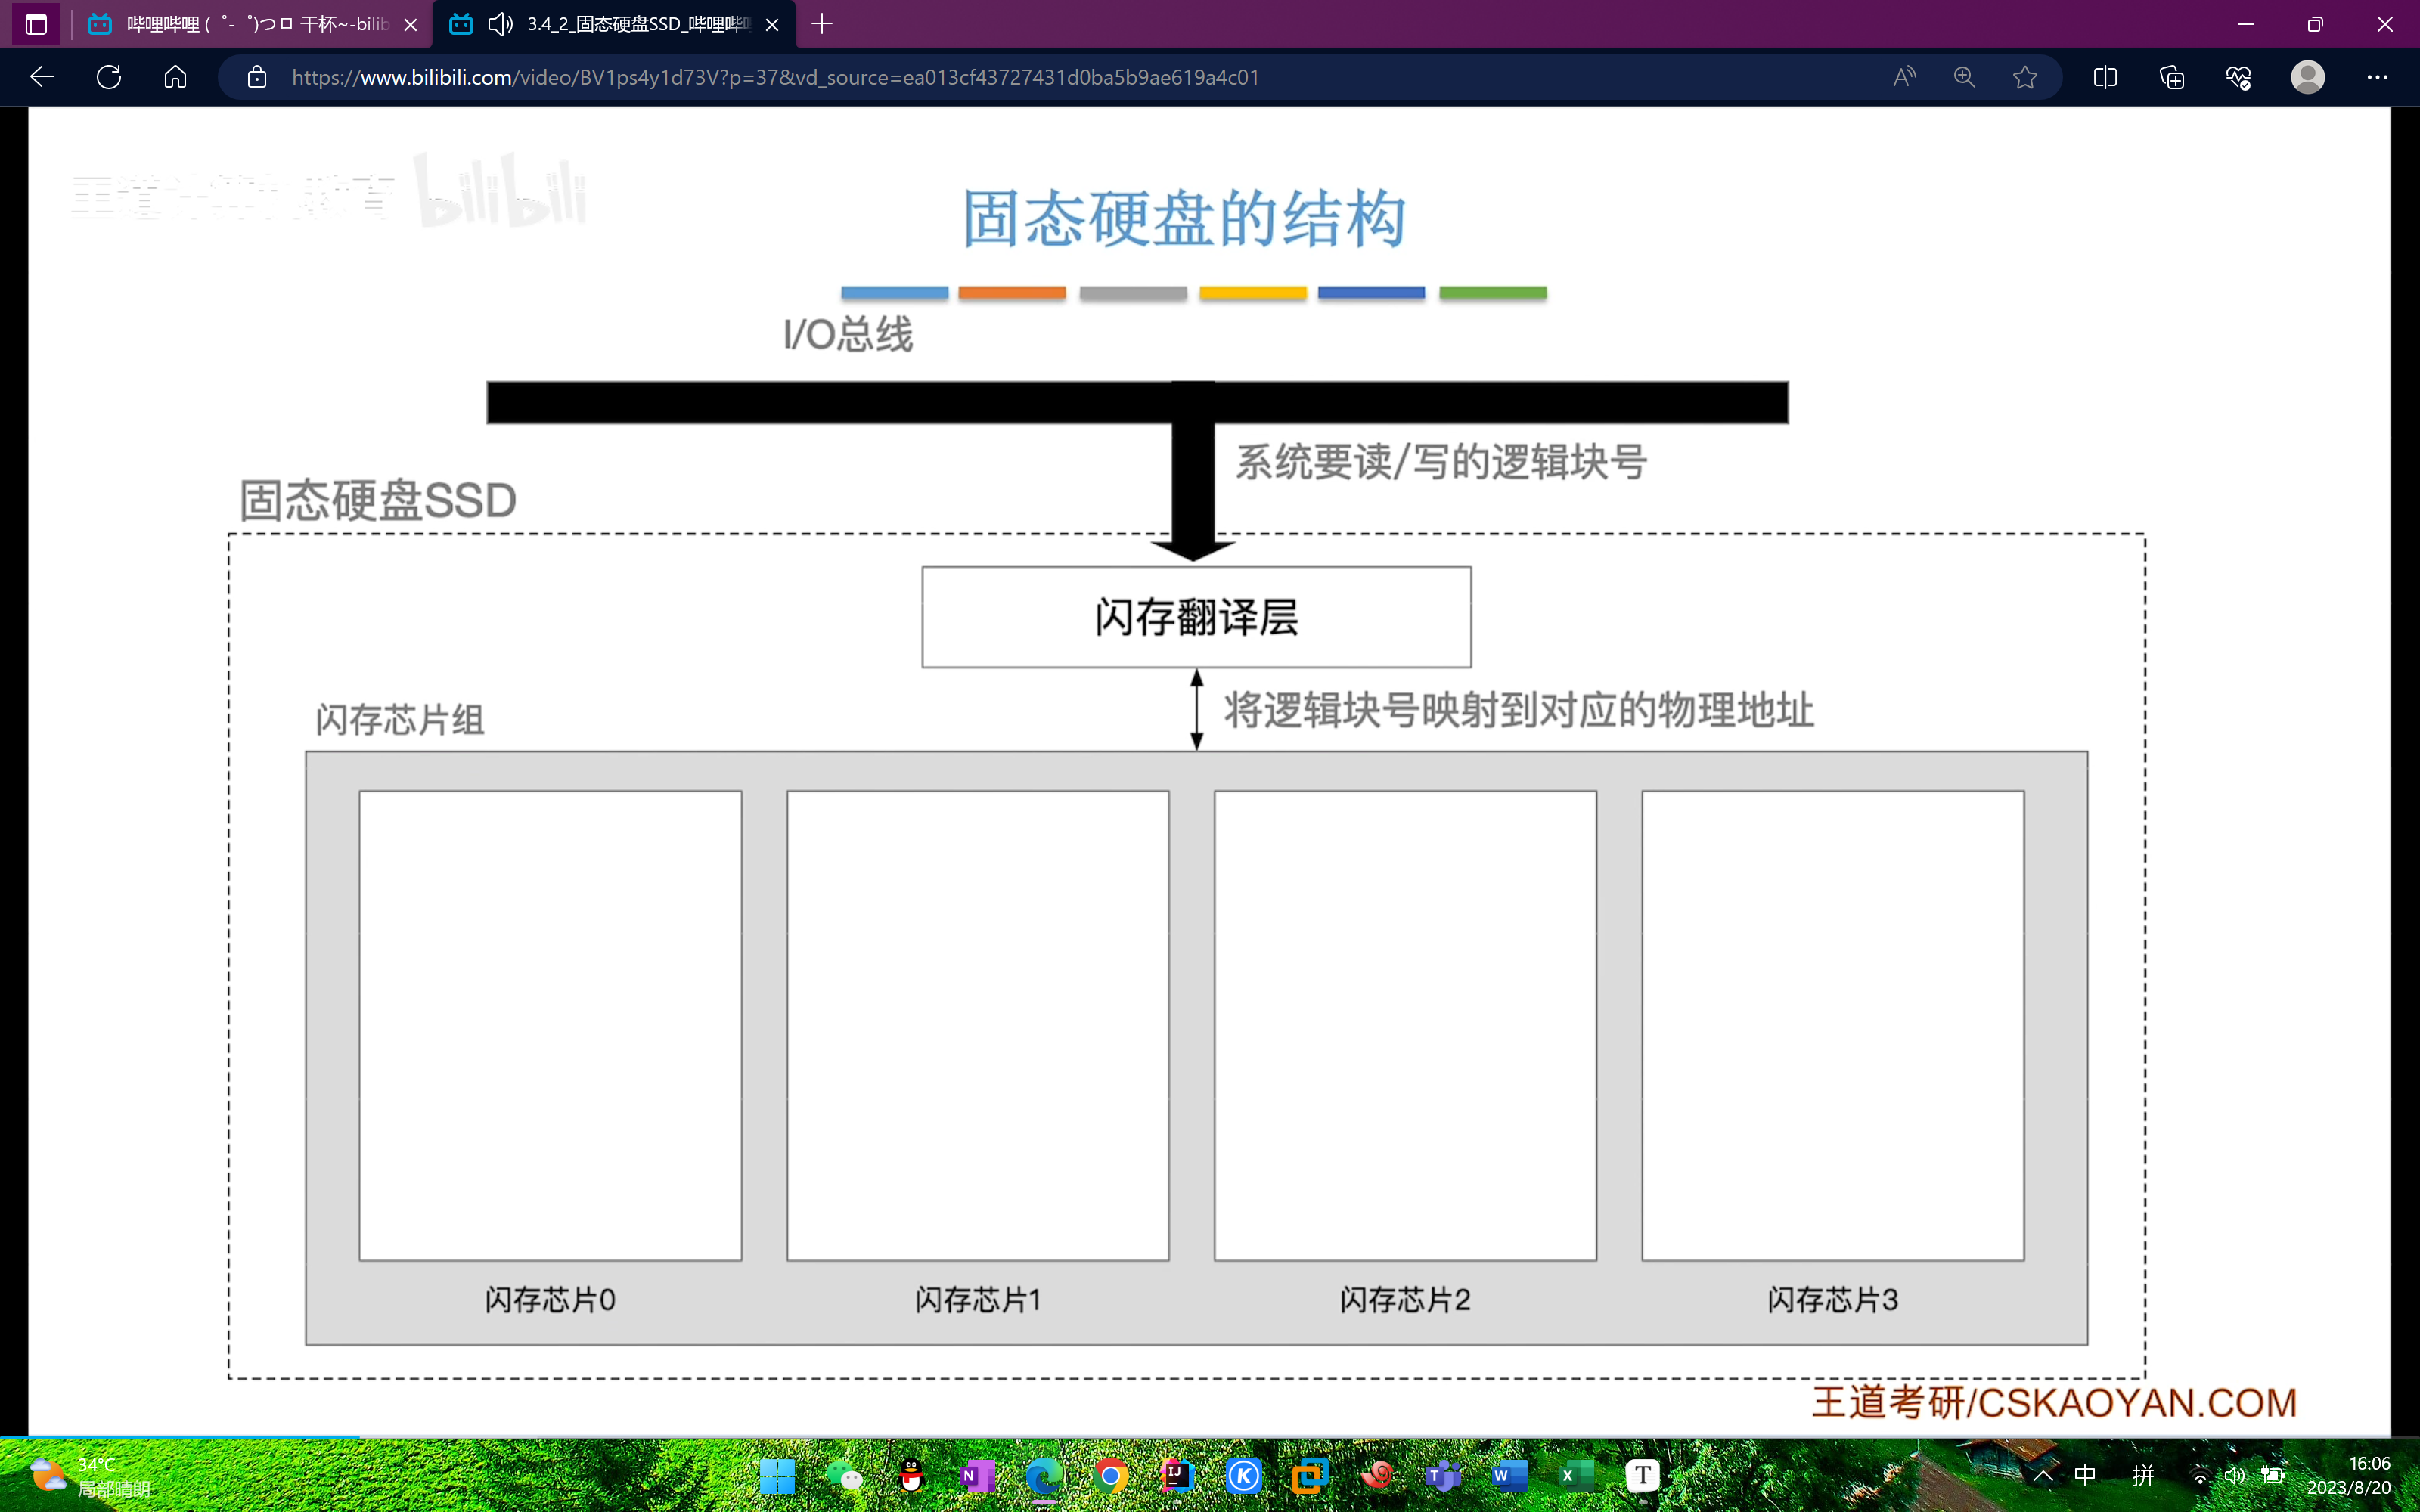 哔哩哔哩 (゜-゜)つロ 干杯~-bilib
3.4_2_固态硬盘SSD_哔哩哔哩
https://www.bilibili.com/video/BV1ps4y1d73V?p=37&vd_source=ea013cf43727431d0ba5b9ae619a4c01
bilibili
固态硬盘的结构
I/O总线
系统要读/写的逻辑块号
固态硬盘SSD
闪存翻译层
闪存芯片组
将逻辑块号映射到对应的物理地址
闪存芯片0
闪存芯片1
闪存芯片2
闪存芯片3
王道考研/CSKAOYAN.COM
34°C
局部晴朗
中
拼
16:06
2023/8/20